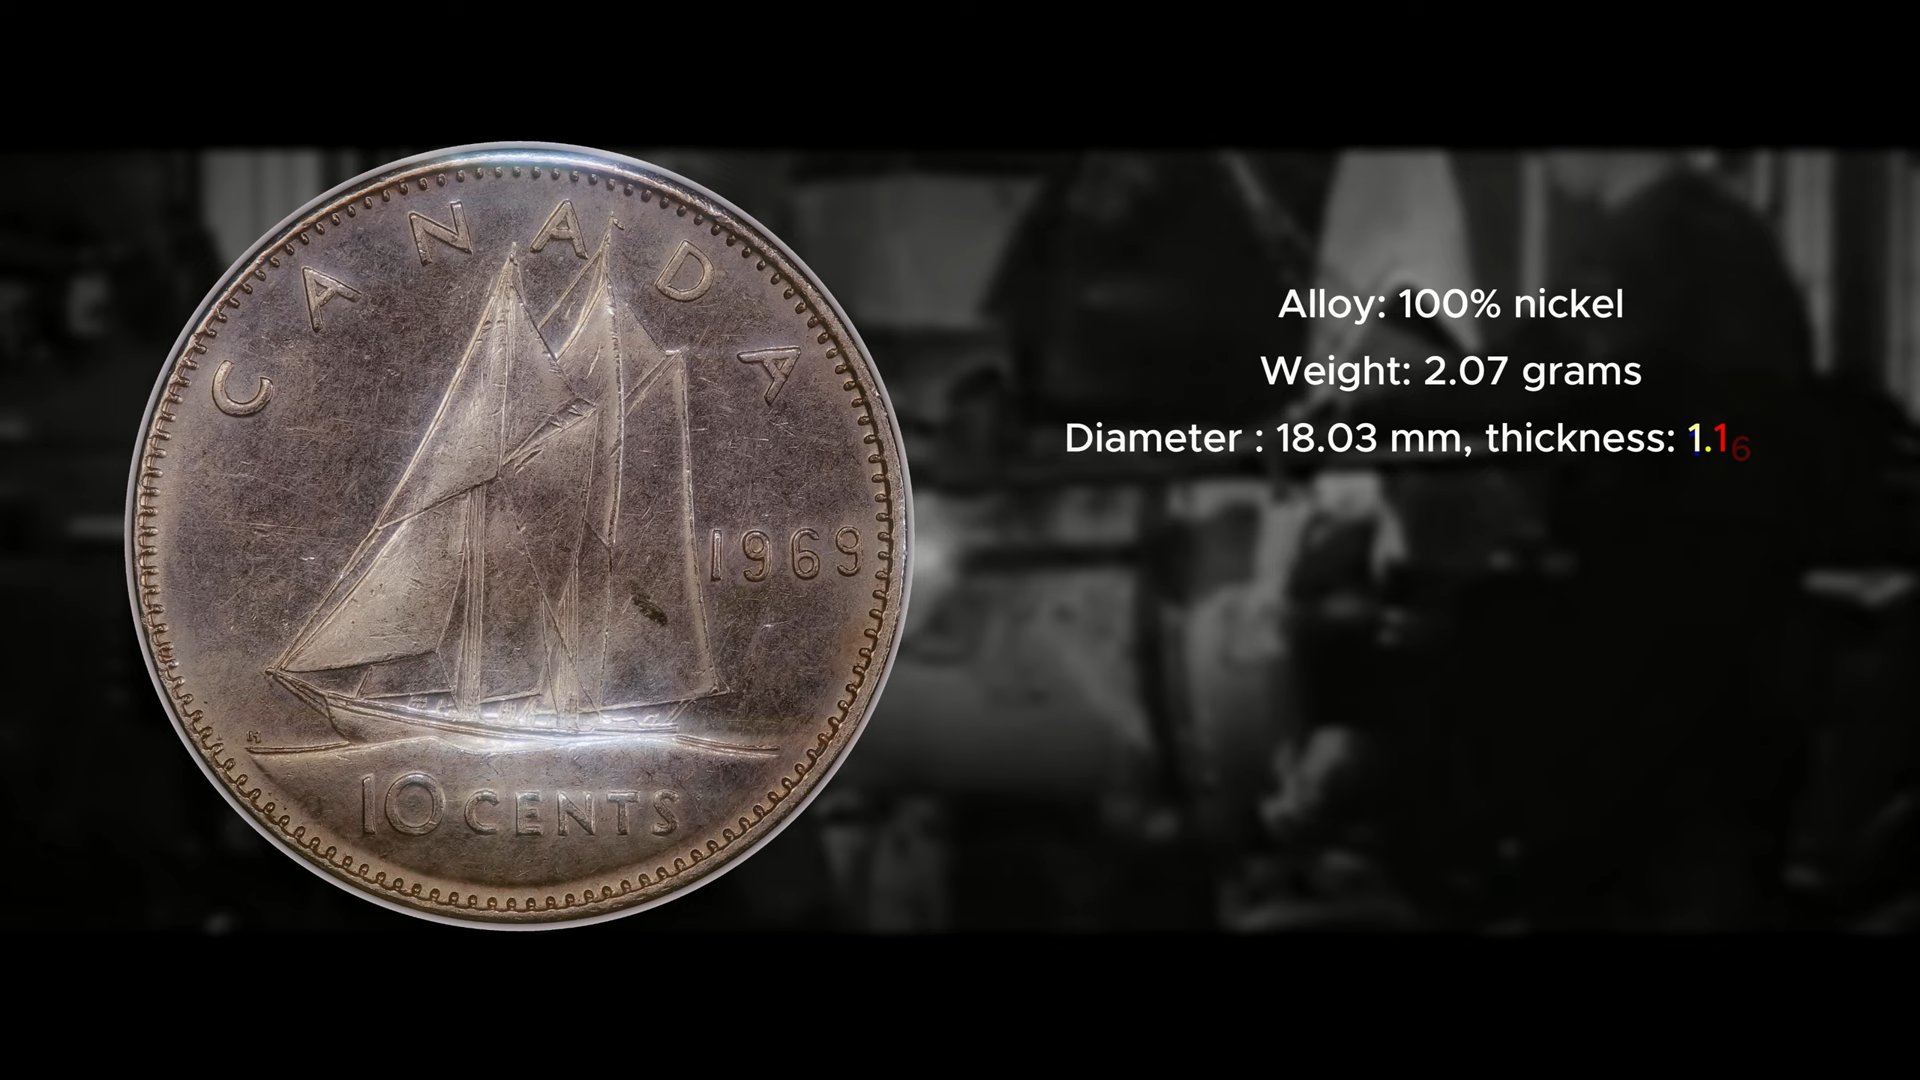 CANADA
1969
H
10 CENTS
Alloy: 100% nickel
Weight: 2.07 grams
Diameter : 18.03 mm, thickness: 1.16